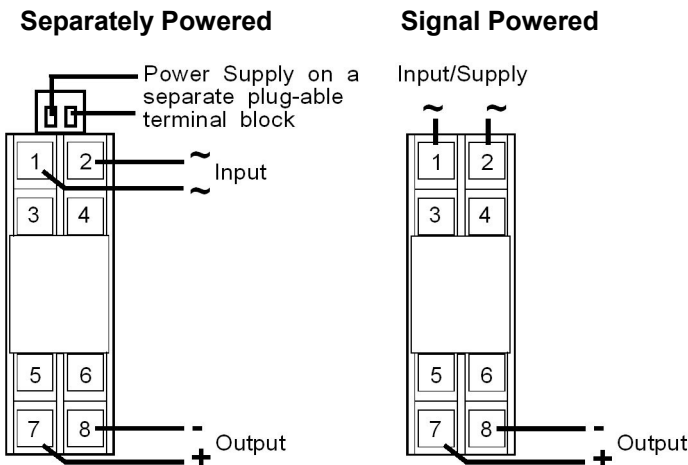 Separately Powered
Power Supply on a
separate plug-able
terminal block
1 2
~
~
Input
3 4
5 6
7 8
-
+
Output
Signal Powered
Input/Supply
~ ~
1 2
3 4
5 6
7 8
-
+
Output